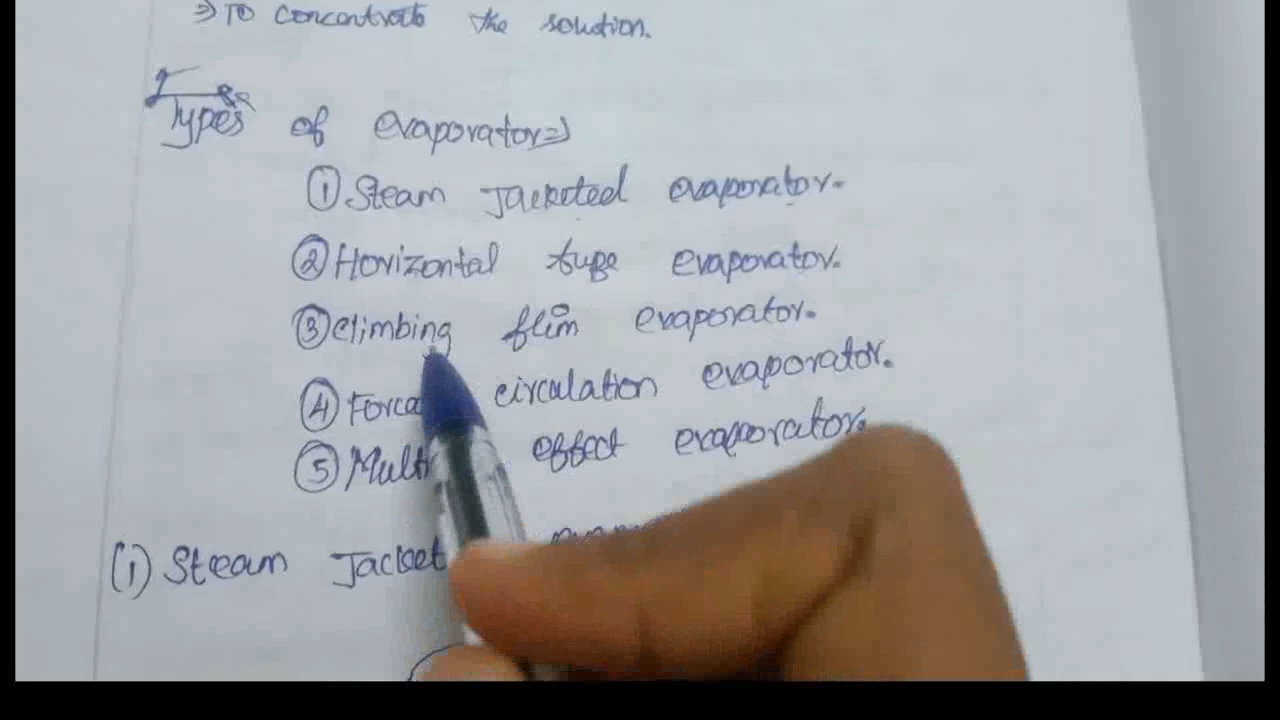 ⇒ To concentrate the solution.
Types of evaporator⇒
① Steam Jacketed evaporator.
② Horizontal tube evaporator.
③ climbing flim evaporator.
④ Forc circulation evaporator.
⑤ Mult effect evaporator.
(1) Steam Jacket